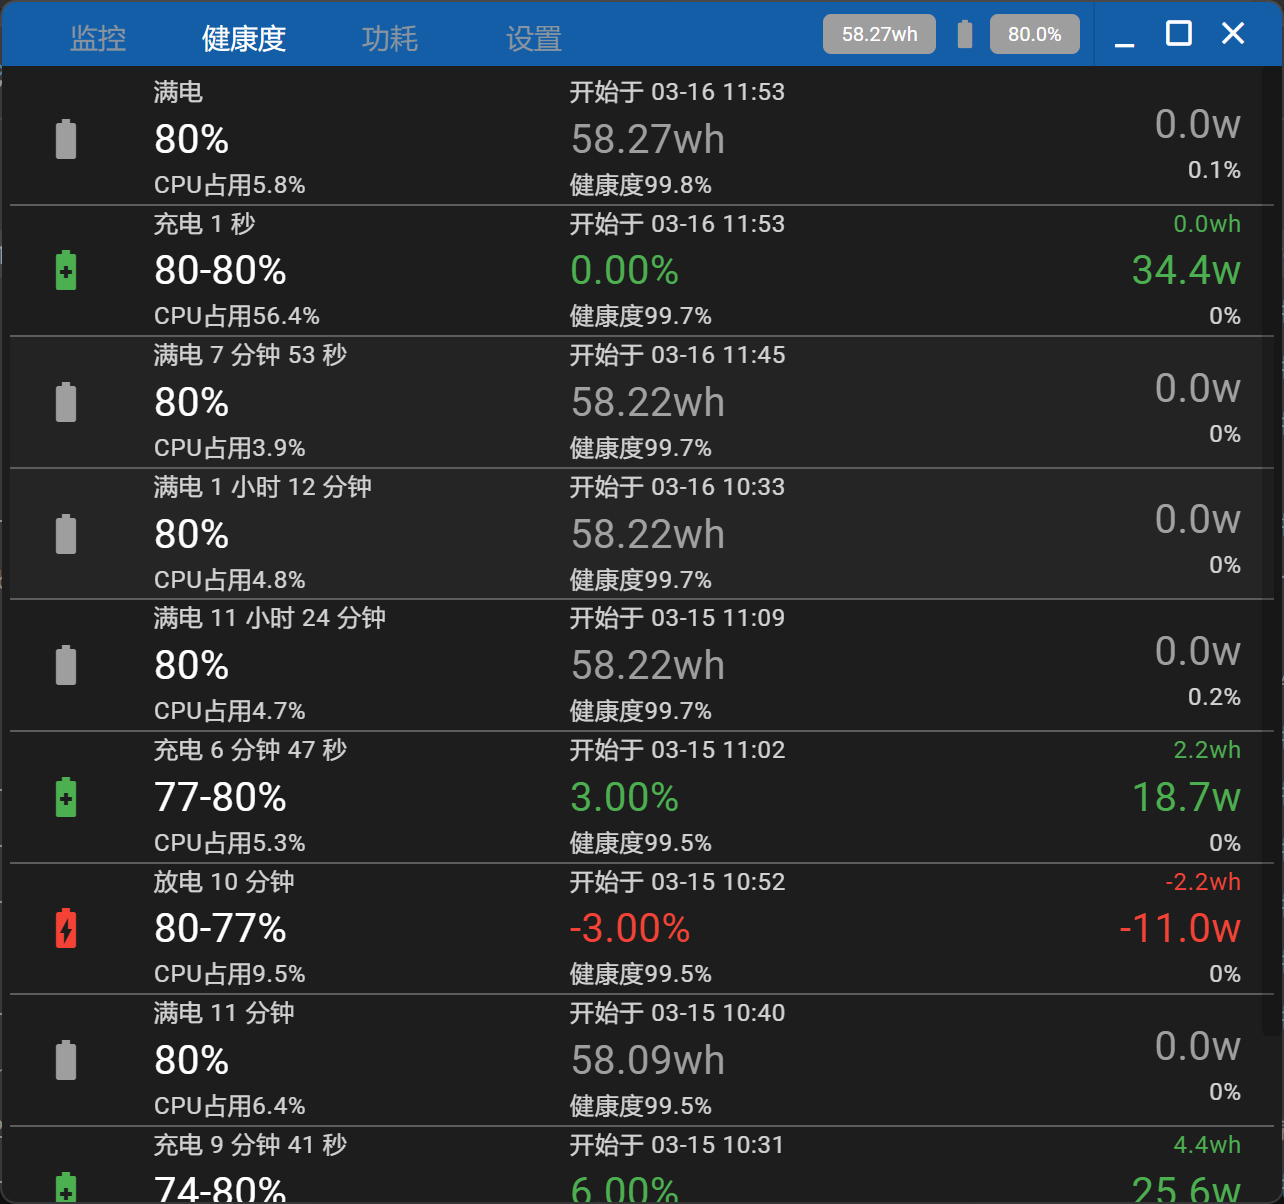 监控 健康度 功耗 设置 58.27wh 80.0%
满电 开始于 03-16 11:53
80% 58.27wh 0.0w
CPU占用5.8% 健康度99.8% 0.1%
充电 1 秒 开始于 03-16 11:53 0.0wh
80-80% 0.00% 34.4w
CPU占用56.4% 健康度99.7% 0%
满电 7 分钟 53 秒 开始于 03-16 11:45
80% 58.22wh 0.0w
CPU占用3.9% 健康度99.7% 0%
满电 1 小时 12 分钟 开始于 03-16 10:33
80% 58.22wh 0.0w
CPU占用4.8% 健康度99.7% 0%
满电 11 小时 24 分钟 开始于 03-15 11:09
80% 58.22wh 0.0w
CPU占用4.7% 健康度99.7% 0.2%
充电 6 分钟 47 秒 开始于 03-15 11:02 2.2wh
77-80% 3.00% 18.7w
CPU占用5.3% 健康度99.5% 0%
放电 10 分钟 开始于 03-15 10:52 -2.2wh
80-77% -3.00% -11.0w
CPU占用9.5% 健康度99.5% 0%
满电 11 分钟 开始于 03-15 10:40
80% 58.09wh 0.0w
CPU占用6.4% 健康度99.5% 0%
充电 9 分钟 41 秒 开始于 03-15 10:31 4.4wh
74-80% 6.00% 25.6w